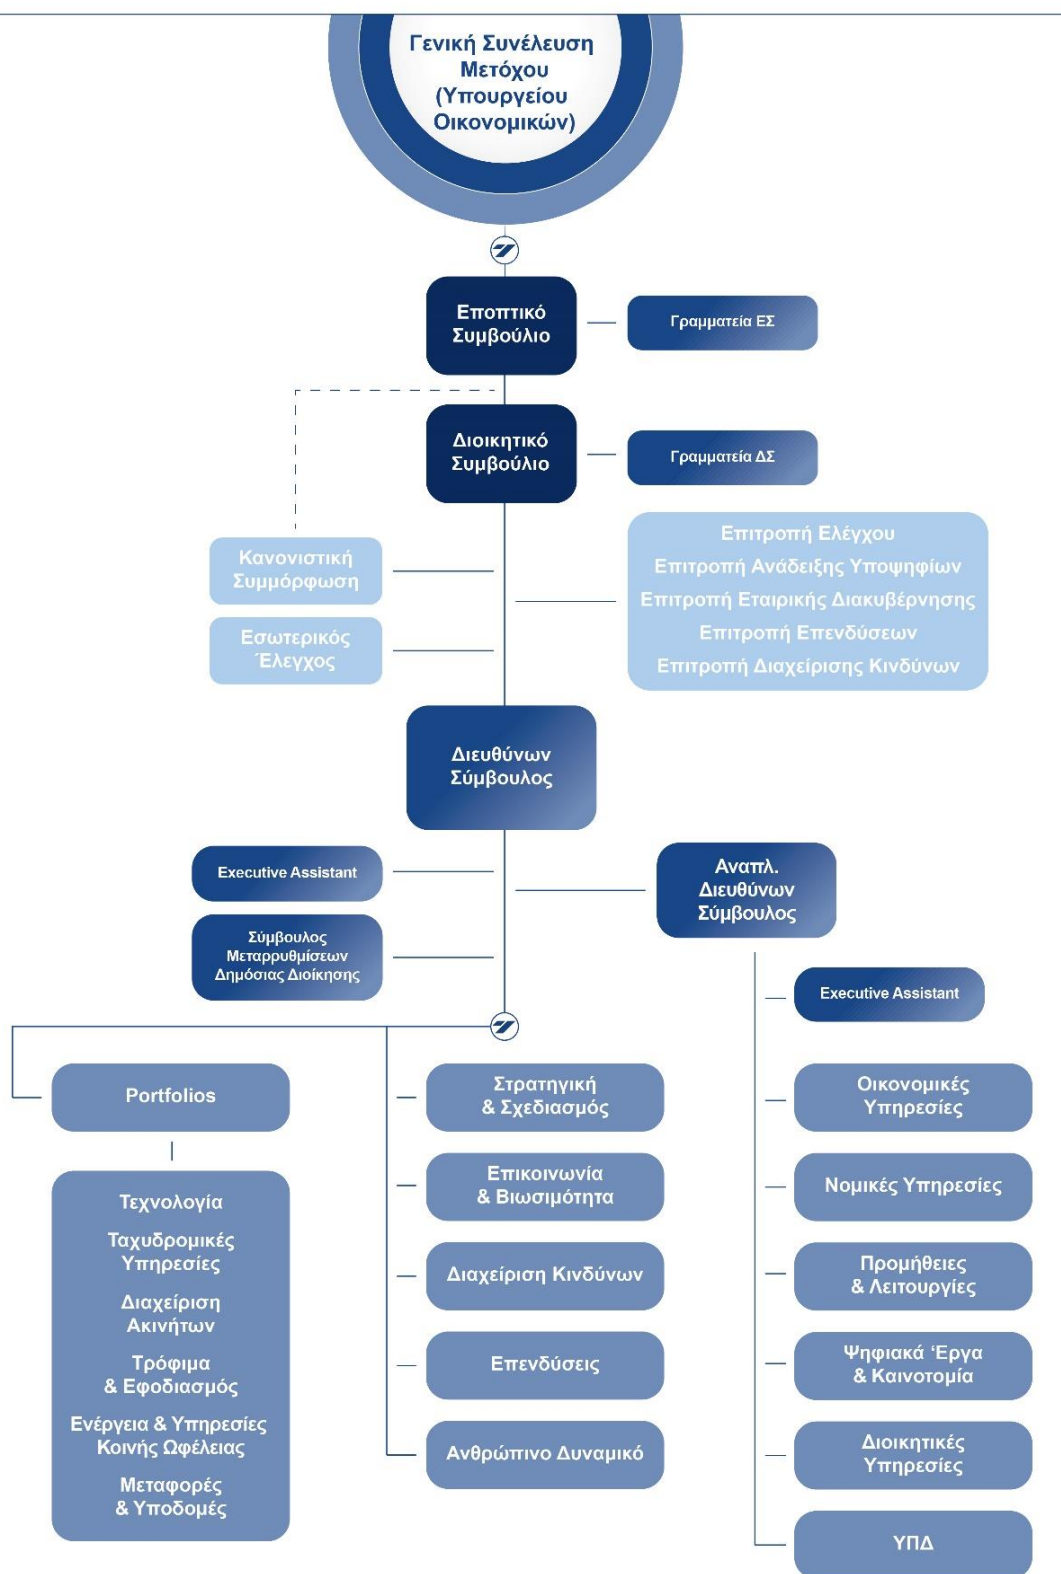 Γενική Συνέλευση
Μετόχου
(Υπουργείου
Οικονομικών)
Εποπτικό
Συμβούλιο
Γραμματεία ΕΣ
Διοικητικό
Συμβούλιο
Γραμματεία ΔΣ
Κανονιστική
Συμμόρφωση
Εσωτερικός
Έλεγχος
Επιτροπή Ελέγχου
Επιτροπή Ανάδειξης Υποψηφίων
Επιτροπή Εταιρικής Διακυβέρνησης
Επιτροπή Επενδύσεων
Επιτροπή Διαχείρισης Κινδύνων
Διευθύνων
Σύμβουλος
Executive Assistant
Σύμβουλος
Μεταρρυθμίσεων
Δημόσιας Διοίκησης
Αναπλ.
Διευθύνων
Σύμβουλος
Executive Assistant
Portfolios
Τεχνολογία
Ταχυδρομικές
Υπηρεσίες
Διαχείριση
Ακινήτων
Τρόφιμα
& Εφοδιασμός
Ενέργεια & Υπηρεσίες
Κοινής Ωφέλειας
Μεταφορές
& Υποδομές
Στρατηγική
& Σχεδιασμός
Επικοινωνία
& Βιωσιμότητα
Διαχείριση Κινδύνων
Επενδύσεις
Ανθρώπινο Δυναμικό
Οικονομικές
Υπηρεσίες
Νομικές Υπηρεσίες
Προμήθειες
& Λειτουργίες
Ψηφιακά ‘Εργα
& Καινοτομία
Διοικητικές
Υπηρεσίες
ΥΠΔ